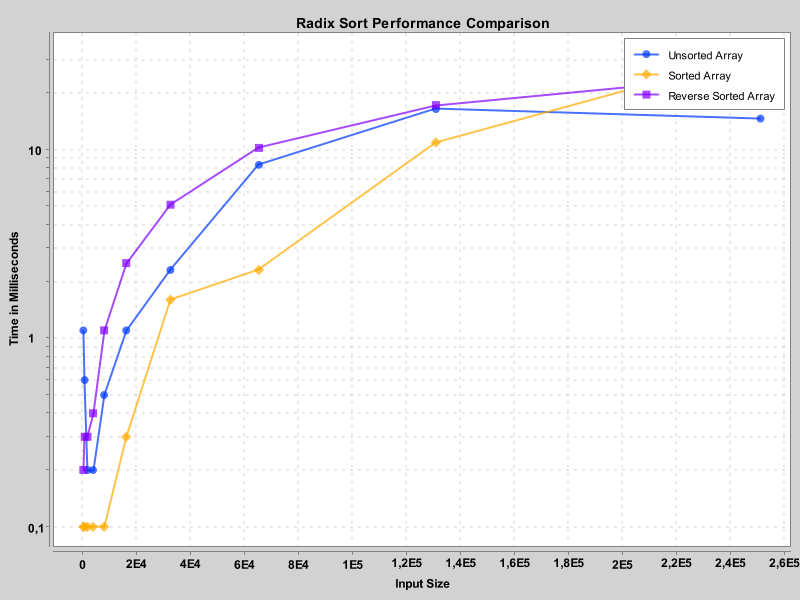 Radix Sort Performance Comparison
Unsorted Array
Sorted Array
Reverse Sorted Array
Time in Milliseconds
10
1
0,1
0 2E4 4E4 6E4 8E4 1E5 1,2E5 1,4E5 1,6E5 1,8E5 2E5 2,2E5 2,4E5 2,6E5
Input Size